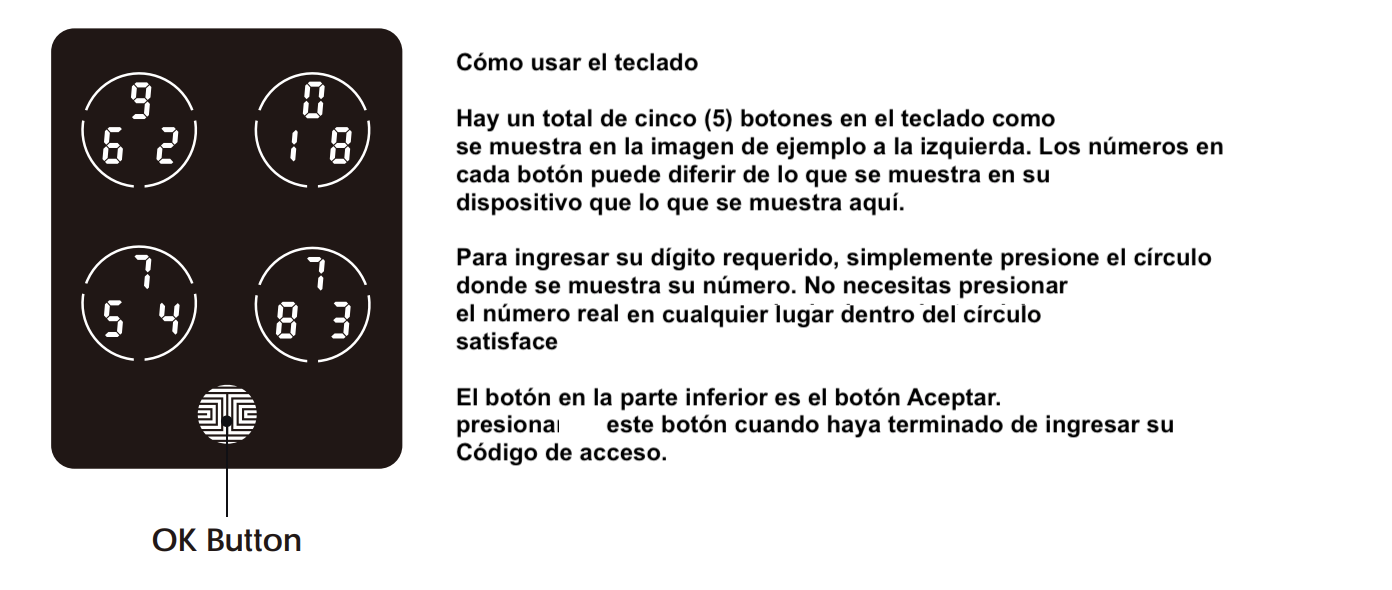 9
6 2
0
1 8
7
5 4
7
8 3
OK Button
Cómo usar el teclado
Hay un total de cinco (5) botones en el teclado como
se muestra en la imagen de ejemplo a la izquierda. Los números en
cada botón puede diferir de lo que se muestra en su
dispositivo que lo que se muestra aquí.
Para ingresar su dígito requerido, simplemente presione el círculo
donde se muestra su número. No necesitas presionar
el número real en cualquier lugar dentro del círculo
satisface
El botón en la parte inferior es el botón Aceptar.
presionar este botón cuando haya terminado de ingresar su
Código de acceso.